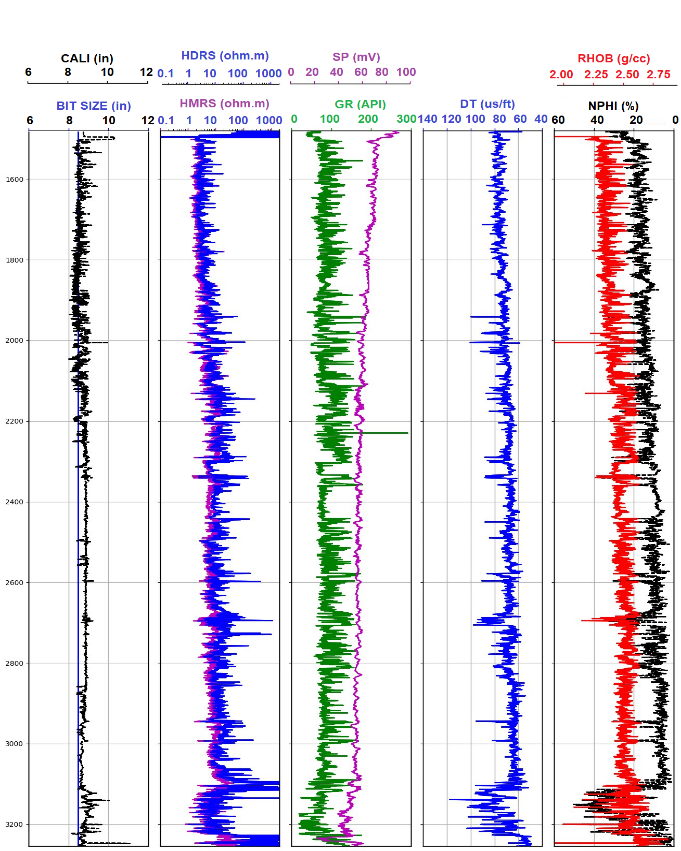 CALI (in)
6 8 10 12
HDRS (ohm.m)
0.1 1 10 100 1000
SP (mV)
0 20 40 60 80 100
RHOB (g/cc)
2.00 2.25 2.50 2.75
BIT SIZE (in)
6 8 10 12
HMRS (ohm.m)
0.1 1 10 100 1000
GR (API)
0 100 200 300
DT (us/ft)
140 120 100 80 60 40
NPHI (%)
60 40 20 0
1600
1800
2000
2200
2400
2600
2800
3000
3200